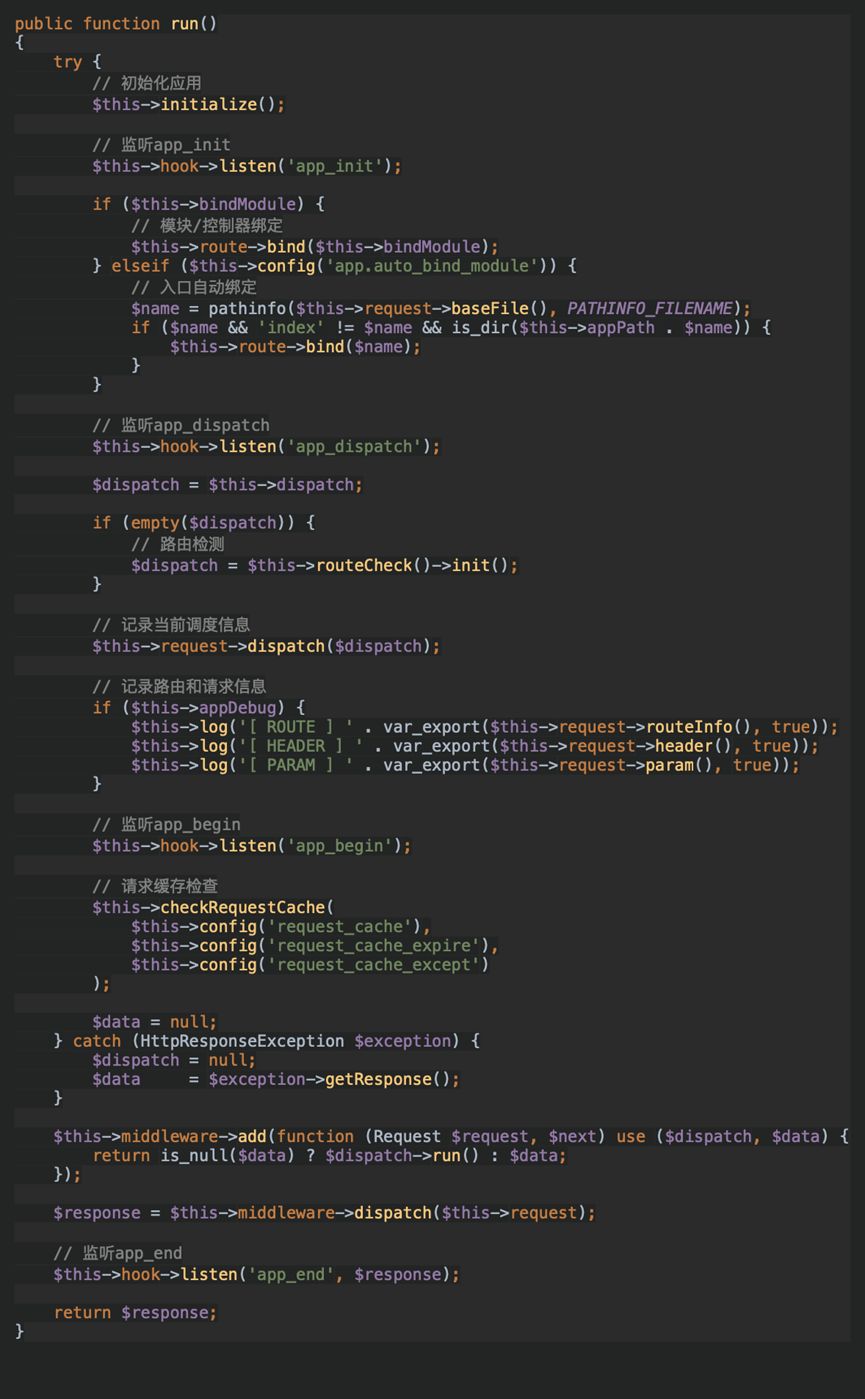 public function run()
{
    try {
        // 初始化应用
        $this->initialize();

        // 监听app_init
        $this->hook->listen('app_init');

        if ($this->bindModule) {
            // 模块/控制器绑定
            $this->route->bind($this->bindModule);
        } elseif ($this->config('app.auto_bind_module')) {
            // 入口自动绑定
            $name = pathinfo($this->request->baseFile(), PATHINFO_FILENAME);
            if ($name && 'index' != $name && is_dir($this->appPath . $name)) {
                $this->route->bind($name);
            }
        }

        // 监听app_dispatch
        $this->hook->listen('app_dispatch');

        $dispatch = $this->dispatch;

        if (empty($dispatch)) {
            // 路由检测
            $dispatch = $this->routeCheck()->init();
        }

        // 记录当前调度信息
        $this->request->dispatch($dispatch);

        // 记录路由和请求信息
        if ($this->appDebug) {
            $this->log('[ ROUTE ] ' . var_export($this->request->routeInfo(), true));
            $this->log('[ HEADER ] ' . var_export($this->request->header(), true));
            $this->log('[ PARAM ] ' . var_export($this->request->param(), true));
        }

        // 监听app_begin
        $this->hook->listen('app_begin');

        // 请求缓存检查
        $this->checkRequestCache(
            $this->config('request_cache'),
            $this->config('request_cache_expire'),
            $this->config('request_cache_except')
        );

        $data = null;
    } catch (HttpResponseException $exception) {
        $dispatch = null;
        $data     = $exception->getResponse();
    }

    $this->middleware->add(function (Request $request, $next) use ($dispatch, $data) {
        return is_null($data) ? $dispatch->run() : $data;
    });

    $response = $this->middleware->dispatch($this->request);

    // 监听app_end
    $this->hook->listen('app_end', $response);

    return $response;
}